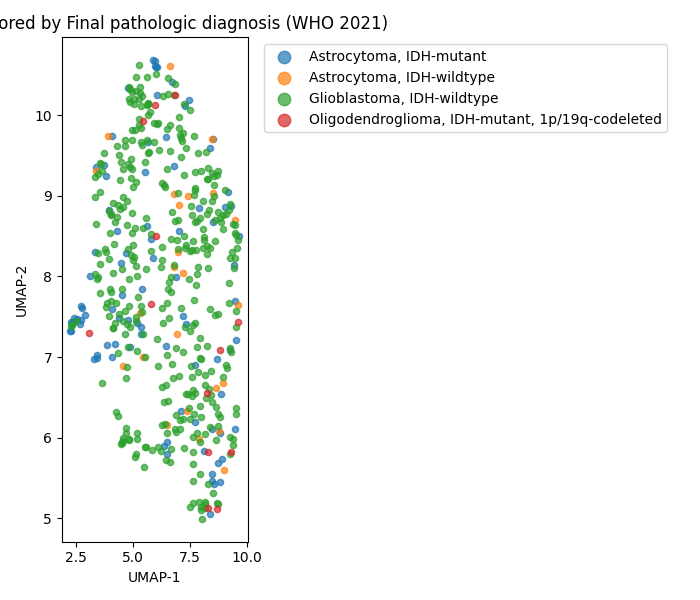 ored by Final pathologic diagnosis (WHO 2021)
Astrocytoma, IDH-mutant
Astrocytoma, IDH-wildtype
Glioblastoma, IDH-wildtype
Oligodendroglioma, IDH-mutant, 1p/19q-codeleted
UMAP-2
10
9
8
7
6
5
2.5 5.0 7.5 10.0
UMAP-1